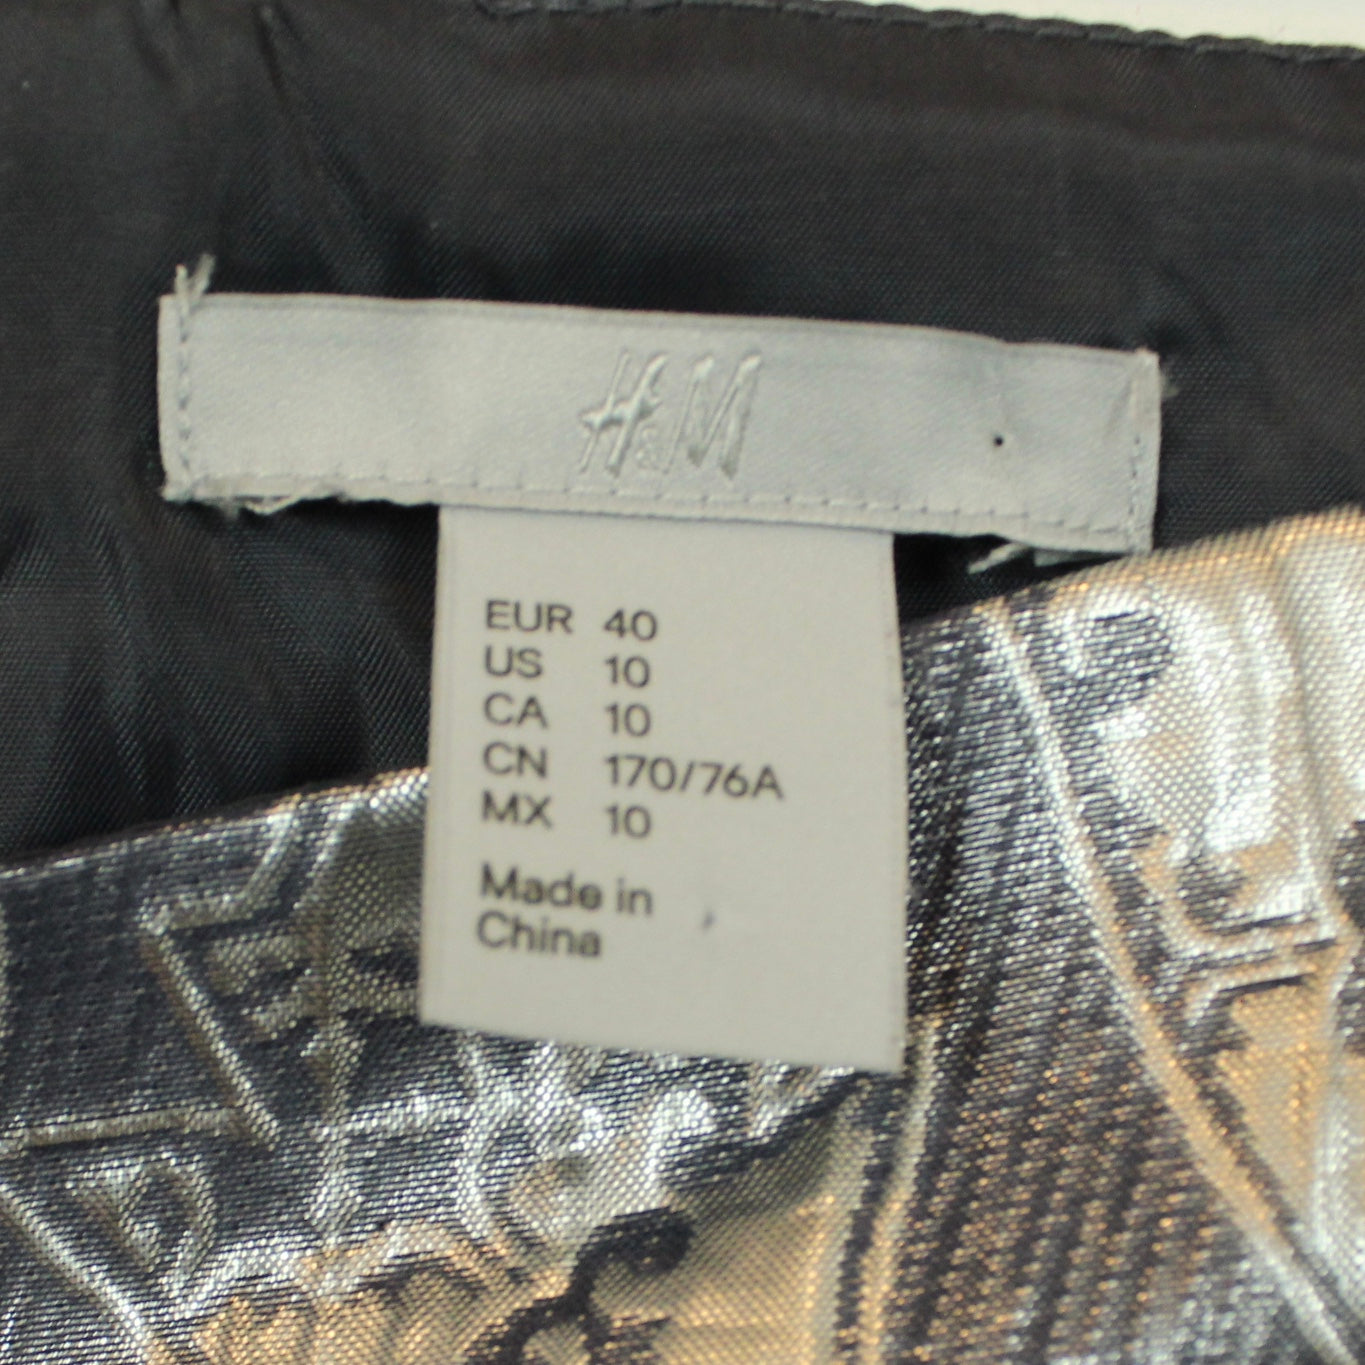 H&M
EUR 40
US 10
CA 10
CN 170/76A
MX 10
Made in
China